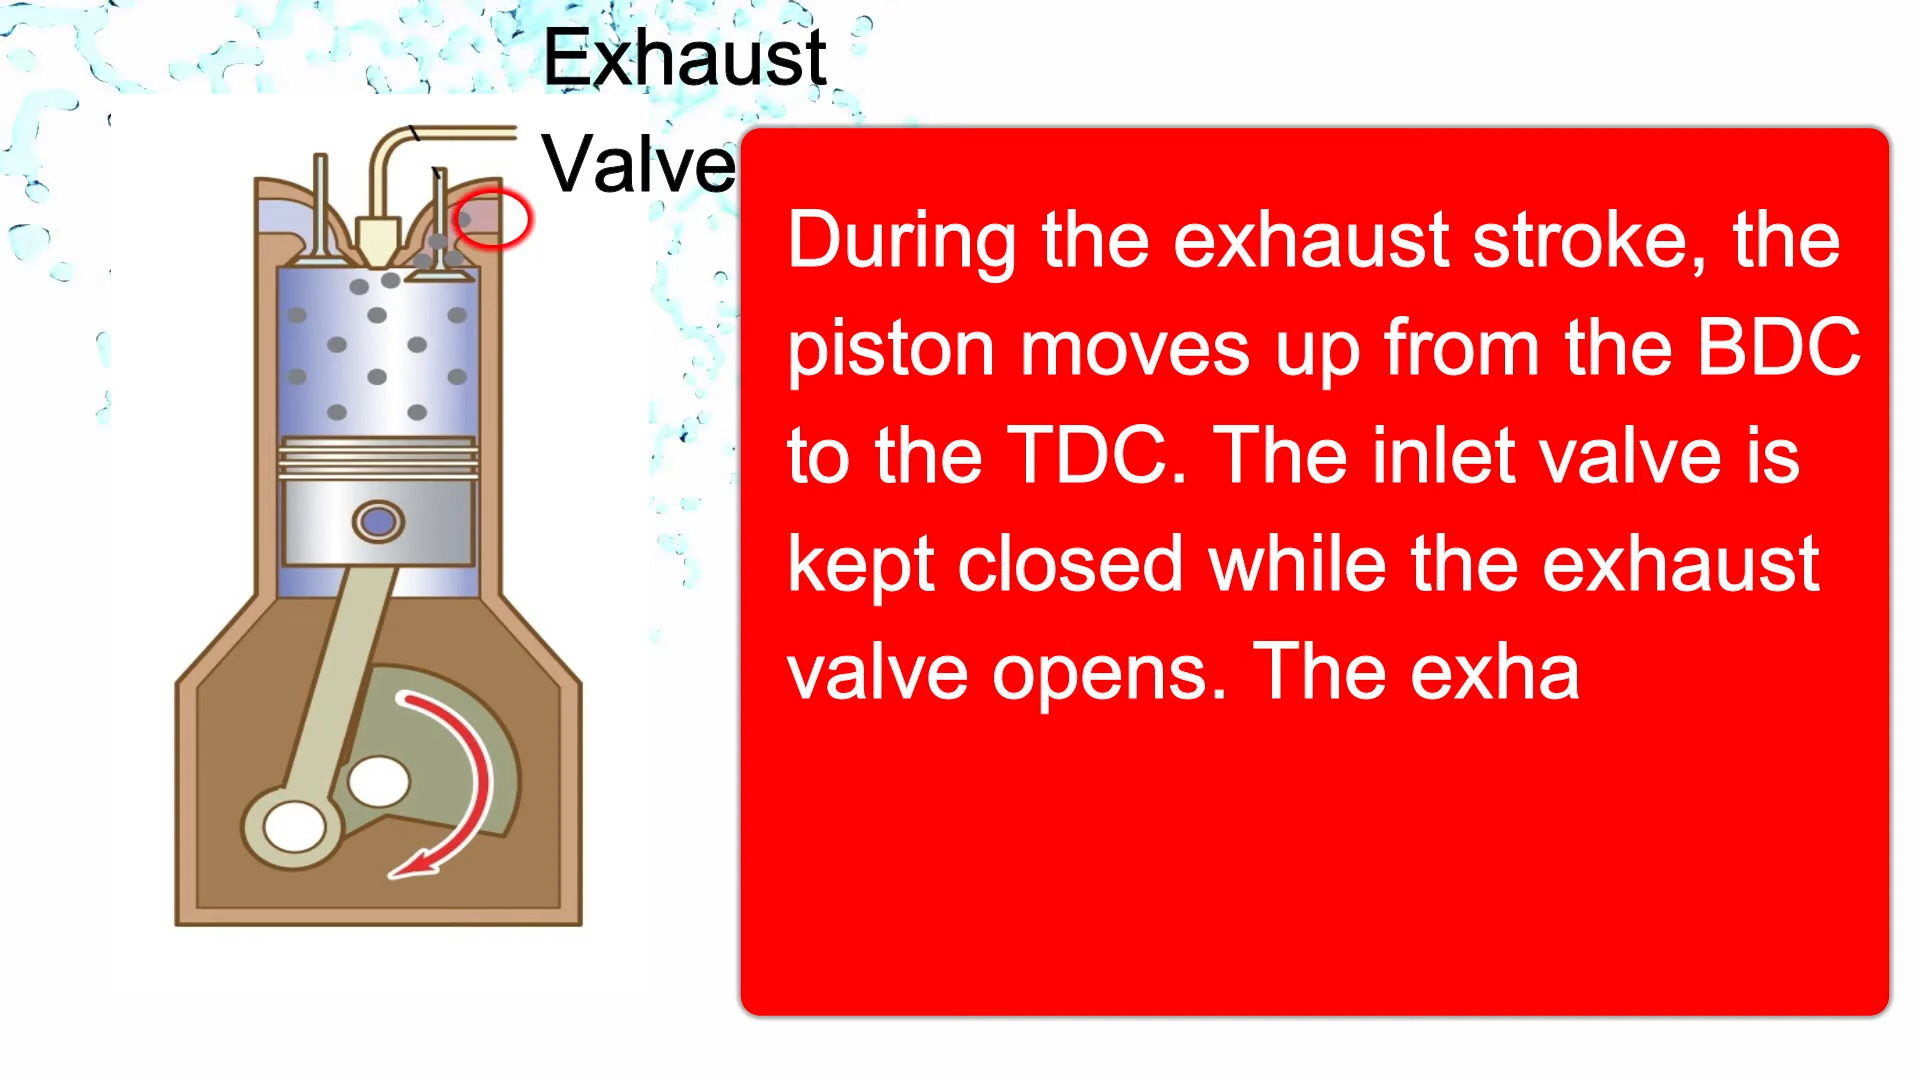 Exhaust
Valve
During the exhaust stroke, the
piston moves up from the BDC
to the TDC. The inlet valve is
kept closed while the exhaust
valve opens. The exha